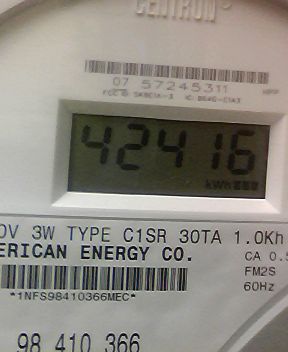 CENTRON
07 57245311
42416
kWh
0V 3W TYPE C1SR 30TA 1.0Kh
ERICAN ENERGY CO. CA 0.5
FM2S
*1NFS98410366MEC* 60Hz
98 410 366